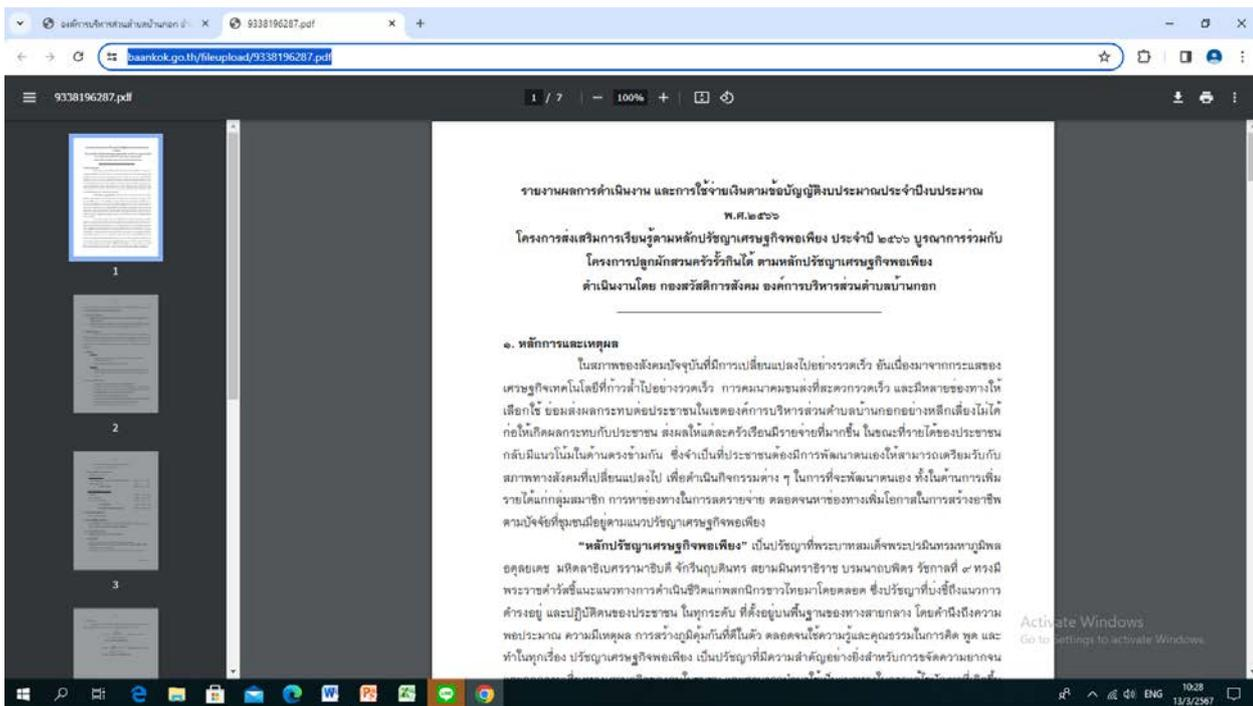 องค์การบริหารส่วนตำบลบ้านกอก อำ
9338196287.pdf
baankok.go.th/fileupload/9338196287.pdf
9338196287.pdf
1 / 7
100%
รายงานผลการดำเนินงาน และการใช้จ่ายเงินตามข้อบัญญัติงบประมาณประจำปีงบประมาณ
พ.ศ.๒๕๖๖
โครงการส่งเสริมการเรียนรู้ตามหลักปรัชญาเศรษฐกิจพอเพียง ประจำปี ๒๕๖๖ บูรณาการร่วมกับ
โครงการปลูกผักสวนครัวรั้วกินได้ ตามหลักปรัชญาเศรษฐกิจพอเพียง
ดำเนินงานโดย กองสวัสดิการสังคม องค์การบริหารส่วนตำบลบ้านกอก
๑. หลักการและเหตุผล
ในสภาพของสังคมปัจจุบันที่มีการเปลี่ยนแปลงไปอย่างรวดเร็ว อันเนื่องมาจากกระแสของ
เศรษฐกิจเทคโนโลยีที่ก้าวล้ำไปอย่างรวดเร็ว การคมนาคมขนส่งที่สะดวกรวดเร็ว และมีหลายช่องทางให้
เลือกใช้ ย่อมส่งผลกระทบต่อประชาชนในเขตองค์การบริหารส่วนตำบลบ้านกอกอย่างหลีกเลี่ยงไม่ได้
ก่อให้เกิดผลกระทบกับประชาชน ส่งผลให้แต่ละครัวเรือนมีรายจ่ายที่มากขึ้น ในขณะที่รายได้ของประชาชน
กลับมีแนวโน้มในด้านตรงข้ามกัน ซึ่งจำเป็นที่ประชาชนต้องมีการพัฒนาตนเองให้สามารถเตรียมรับกับ
สภาพทางสังคมที่เปลี่ยนแปลงไป เพื่อดำเนินกิจกรรมต่าง ๆ ในการที่จะพัฒนาตนเอง ทั้งในด้านการเพิ่ม
รายได้แก่กลุ่มสมาชิก การหาช่องทางในการลดรายจ่าย ตลอดจนหาช่องทางเพิ่มโอกาสในการสร้างอาชีพ
ตามปัจจัยที่ชุมชนมีอยู่ตามแนวปรัชญาเศรษฐกิจพอเพียง
"หลักปรัชญาเศรษฐกิจพอเพียง" เป็นปรัชญาที่พระบาทสมเด็จพระปรมินทรมหาภูมิพล
อดุลยเดช มหิตลาธิเบศรรามาธิบดี จักรีนฤบดินทร สยามมินทราธิราช บรมนาถบพิตร รัชกาลที่ ๙ ทรงมี
พระราชดำรัสชี้แนะแนวทางการดำเนินชีวิตแก่พสกนิกรชาวไทยมาโดยตลอด ซึ่งปรัชญาที่บ่งชี้ถึงแนวการ
ดำรงอยู่ และปฏิบัติตนของประชาชน ในทุกระดับ ที่ตั้งอยู่บนพื้นฐานของทางสายกลาง โดยคำนึงถึงความ
พอประมาณ ความมีเหตุผล การสร้างภูมิคุ้มกันที่ดีในตัว ตลอดจนใช้ความรู้และคุณธรรมในการคิด พูด และ
ทำในทุกเรื่อง ปรัชญาเศรษฐกิจพอเพียง เป็นปรัชญาที่มีความสำคัญอย่างยิ่งสำหรับการขจัดความยากจน
1
2
3
Activate Windows
Go to Settings to activate Windows.
ENG
10:28
13/3/2567